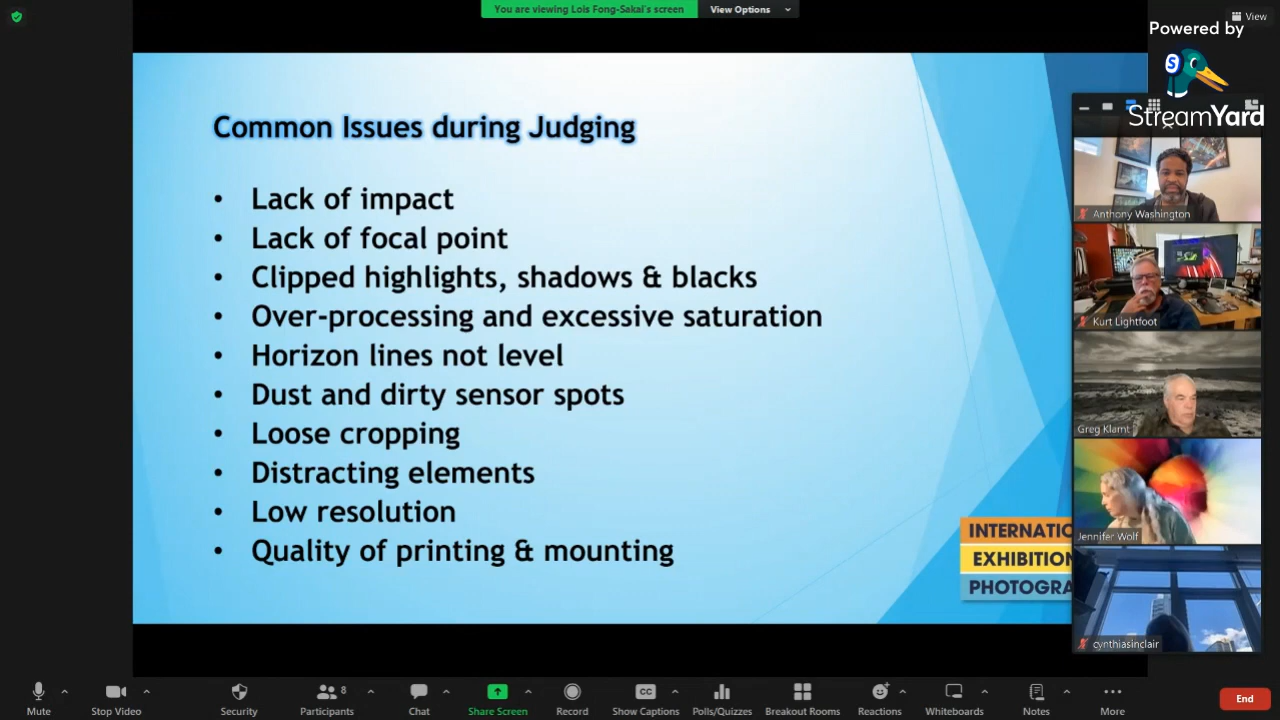 You are viewing Lois Fong-Sakai's screen
View Options
View
Powered by
StreamYard
Common Issues during Judging
• Lack of impact
• Lack of focal point
• Clipped highlights, shadows & blacks
• Over-processing and excessive saturation
• Horizon lines not level
• Dust and dirty sensor spots
• Loose cropping
• Distracting elements
• Low resolution
• Quality of printing & mounting
INTERNATIO
EXHIBITION
PHOTOGRA
Anthony Washington
Kurt Lightfoot
Greg Klamt
Jennifer Wolf
cynthiasinclair
Mute
Stop Video
Security
8
Participants
Chat
Share Screen
Record
CC
Show Captions
Polls/Quizzes
Breakout Rooms
Reactions
Whiteboards
Notes
More
End